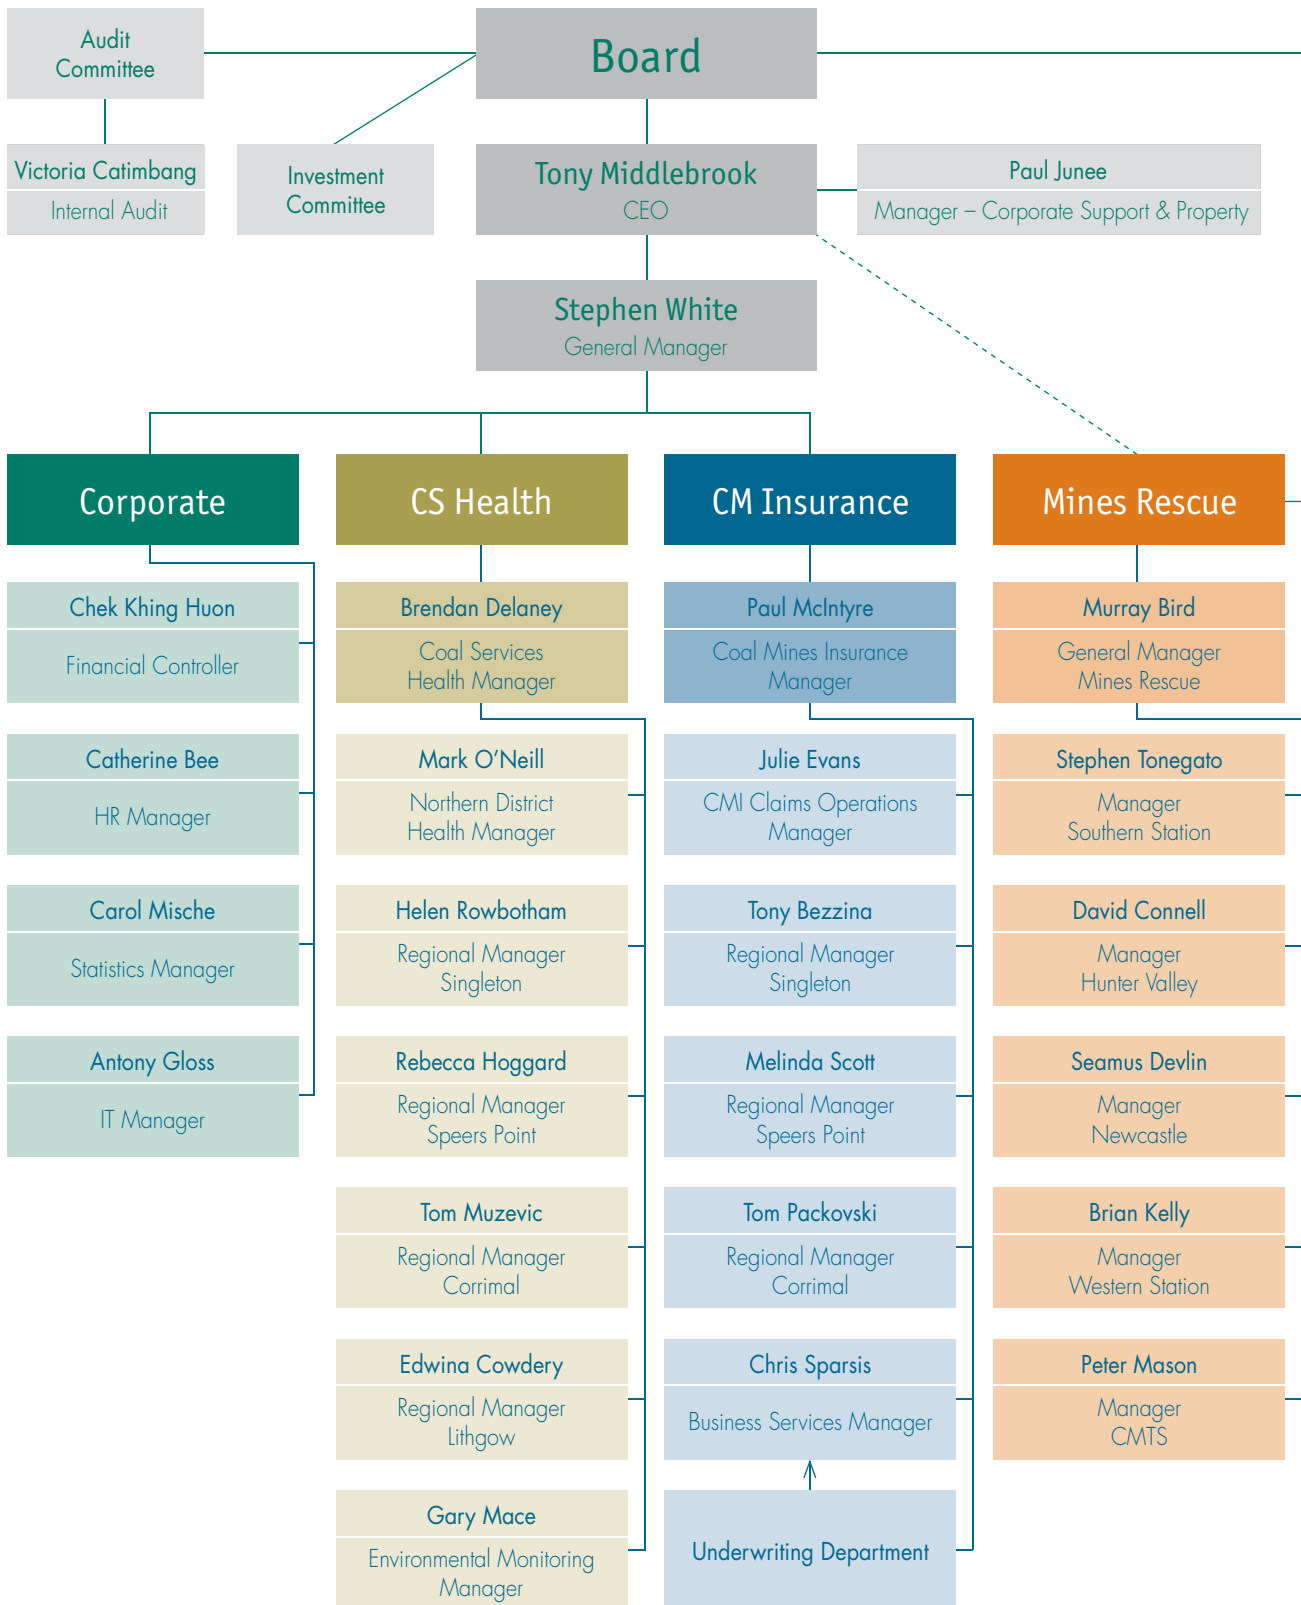 Audit
Committee
Board
Victoria Catimbang
Internal Audit
Investment
Committee
Tony Middlebrook
CEO
Paul Junee
Manager – Corporate Support & Property
Stephen White
General Manager
Corporate
CS Health
CM Insurance
Mines Rescue
Chek Khing Huon
Financial Controller
Catherine Bee
HR Manager
Carol Mische
Statistics Manager
Antony Gloss
IT Manager
Brendan Delaney
Coal Services
Health Manager
Mark O’Neill
Northern District
Health Manager
Helen Rowbotham
Regional Manager
Singleton
Rebecca Hoggard
Regional Manager
Speers Point
Tom Muzevic
Regional Manager
Corrimal
Edwina Cowdery
Regional Manager
Lithgow
Gary Mace
Environmental Monitoring
Manager
Paul McIntyre
Coal Mines Insurance
Manager
Julie Evans
CMI Claims Operations
Manager
Tony Bezzina
Regional Manager
Singleton
Melinda Scott
Regional Manager
Speers Point
Tom Packovski
Regional Manager
Corrimal
Chris Sparsis
Business Services Manager
Underwriting Department
Murray Bird
General Manager
Mines Rescue
Stephen Tonegato
Manager
Southern Station
David Connell
Manager
Hunter Valley
Seamus Devlin
Manager
Newcastle
Brian Kelly
Manager
Western Station
Peter Mason
Manager
CMTS